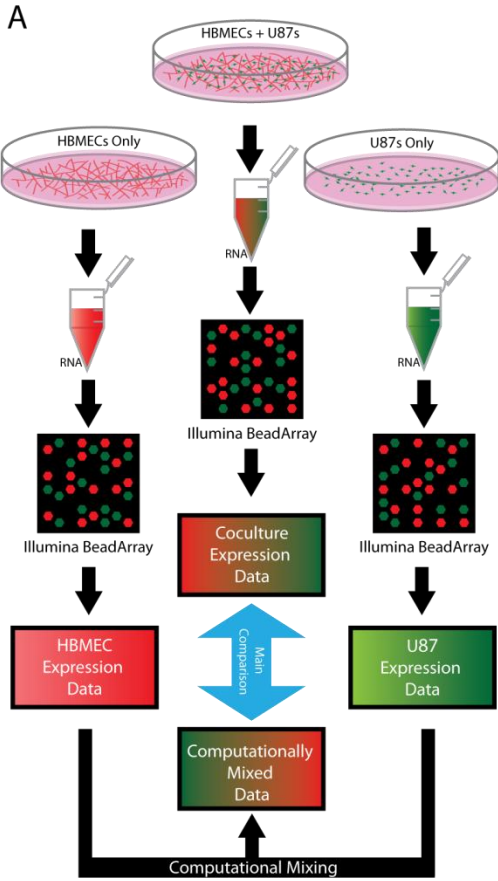 A
HBMECs + U87s
HBMECs Only
U87s Only
RNA
RNA
RNA
Illumina BeadArray
Illumina BeadArray
Illumina BeadArray
Coculture
Expression
Data
HBMEC
Expression
Data
Main
Comparison
U87
Expression
Data
Computationally
Mixed
Data
Computational Mixing